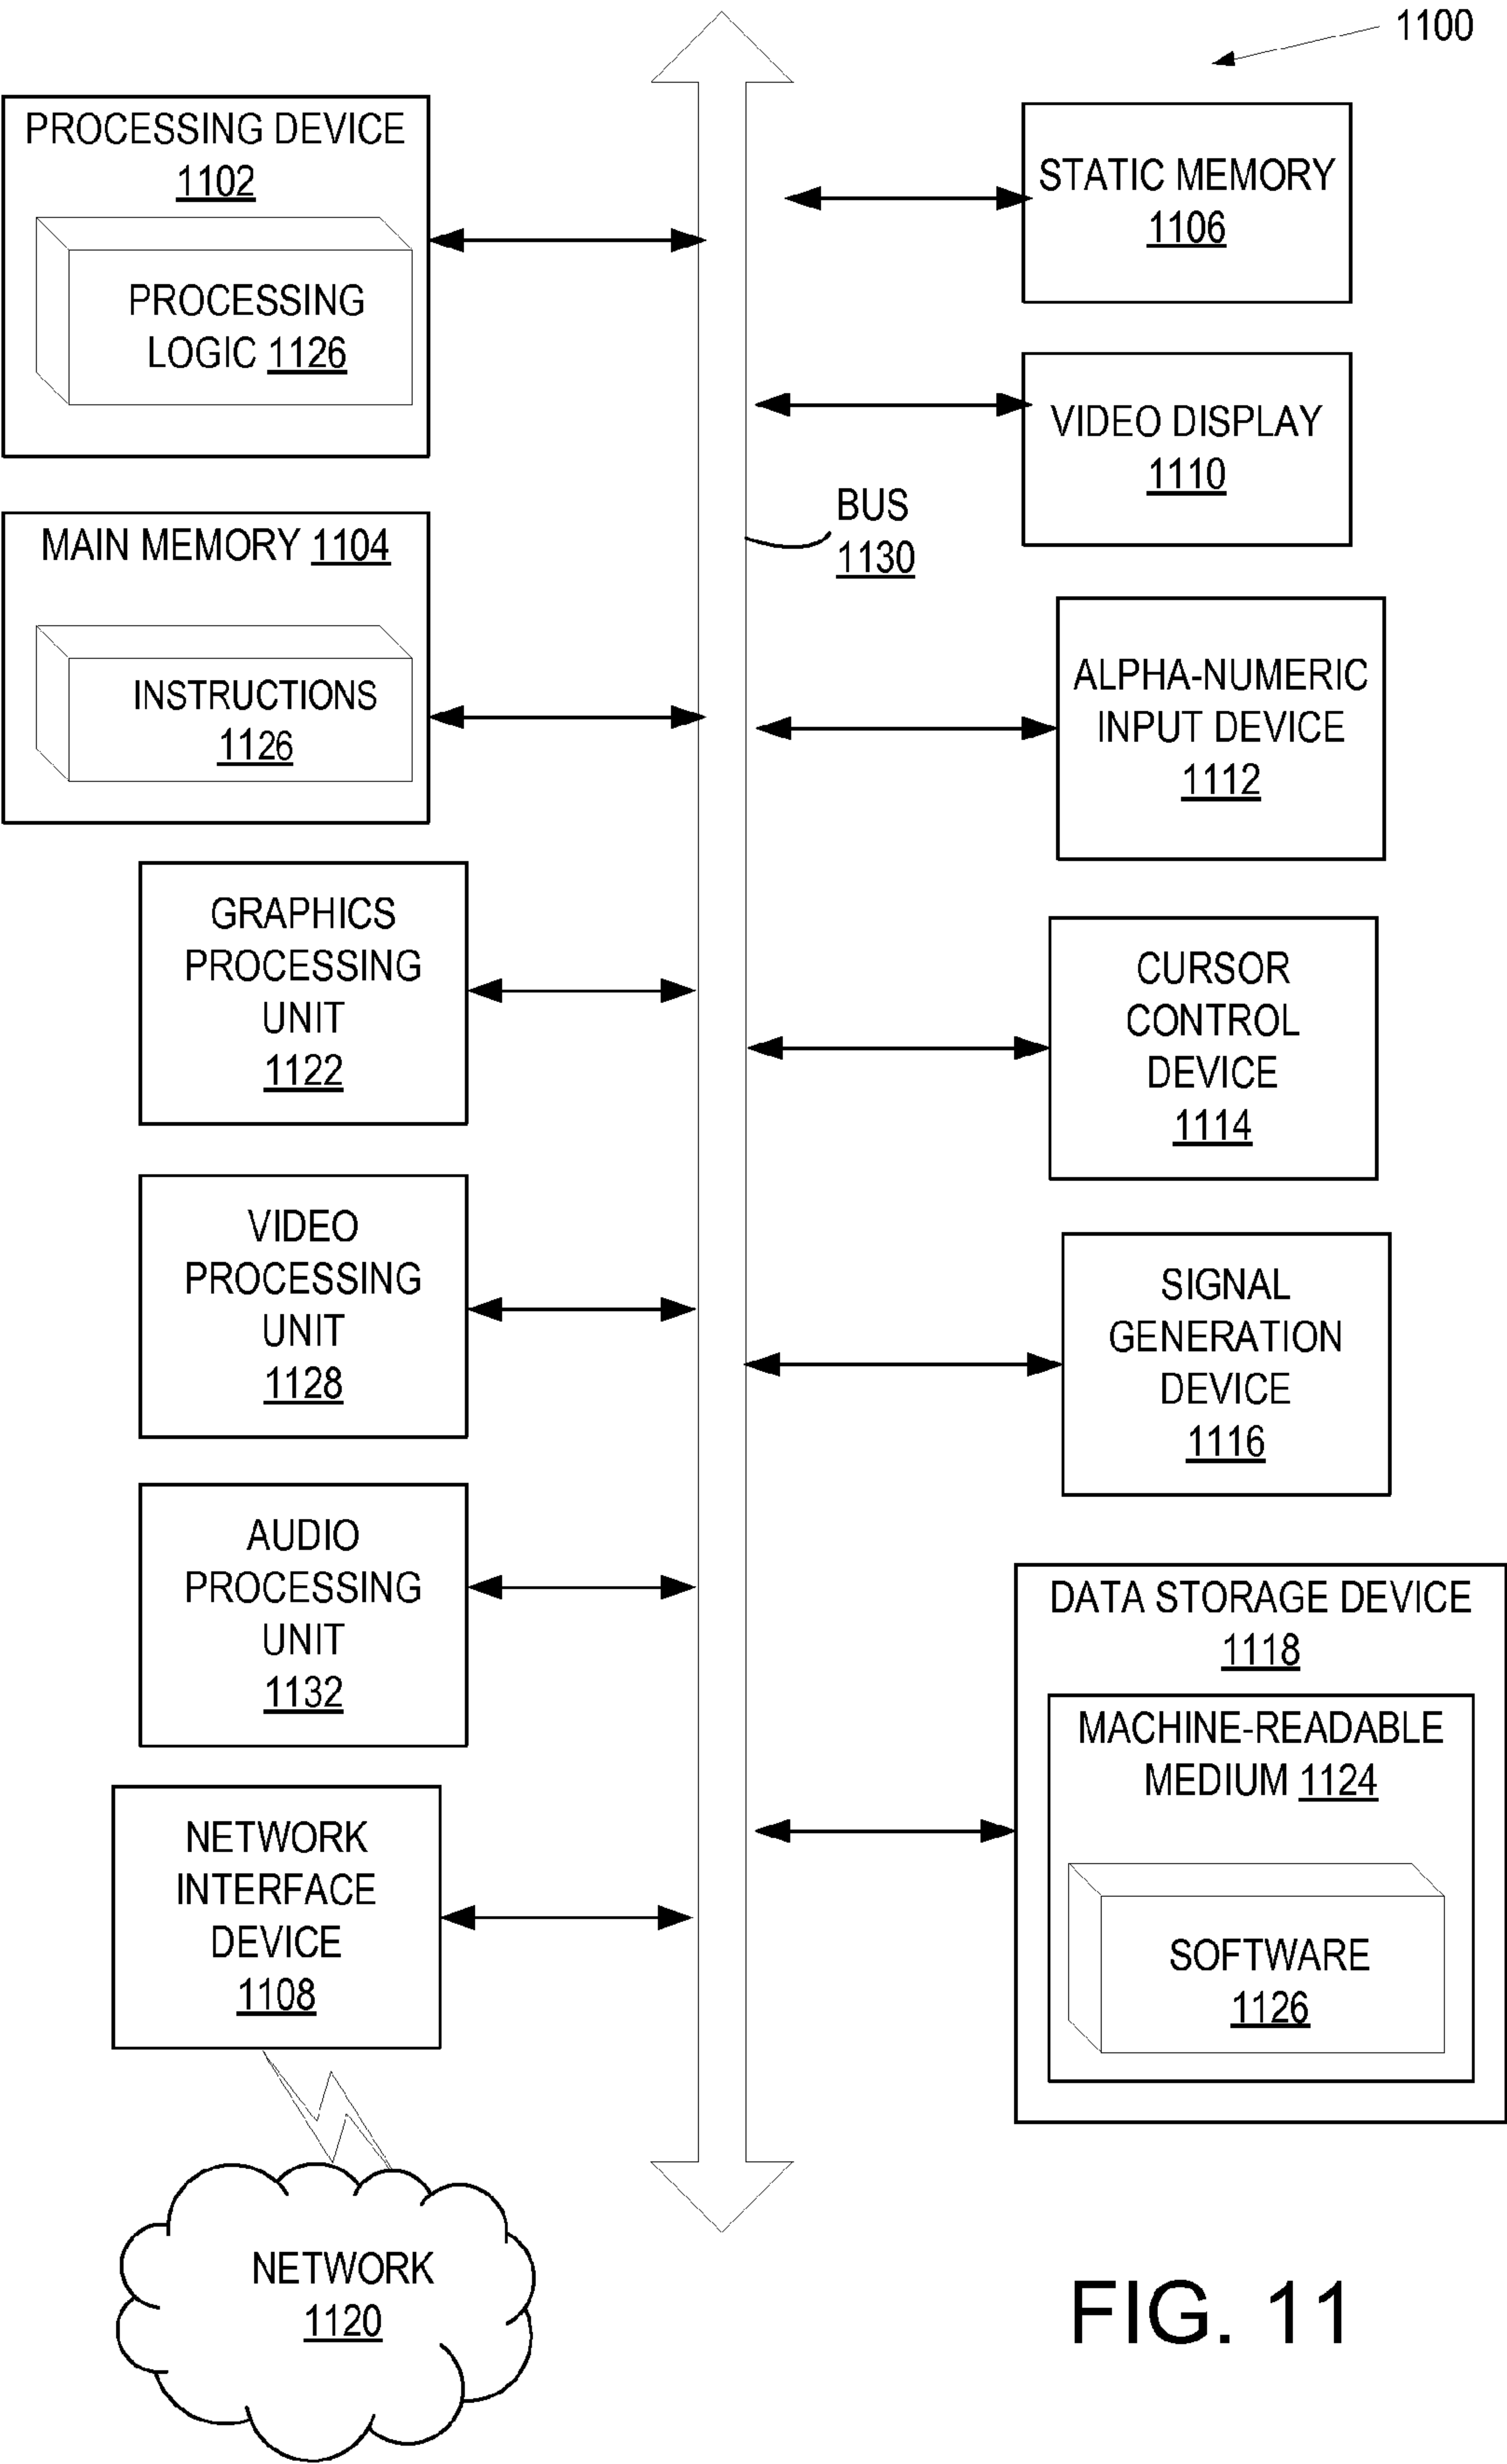 1100
PROCESSING DEVICE
1102
PROCESSING
LOGIC 1126
MAIN MEMORY 1104
INSTRUCTIONS
1126
GRAPHICS
PROCESSING
UNIT
1122
VIDEO
PROCESSING
UNIT
1128
AUDIO
PROCESSING
UNIT
1132
NETWORK
INTERFACE
DEVICE
1108
NETWORK
1120
BUS
1130
STATIC MEMORY
1106
VIDEO DISPLAY
1110
ALPHA-NUMERIC
INPUT DEVICE
1112
CURSOR
CONTROL
DEVICE
1114
SIGNAL
GENERATION
DEVICE
1116
DATA STORAGE DEVICE
1118
MACHINE-READABLE
MEDIUM 1124
SOFTWARE
1126
FIG. 11